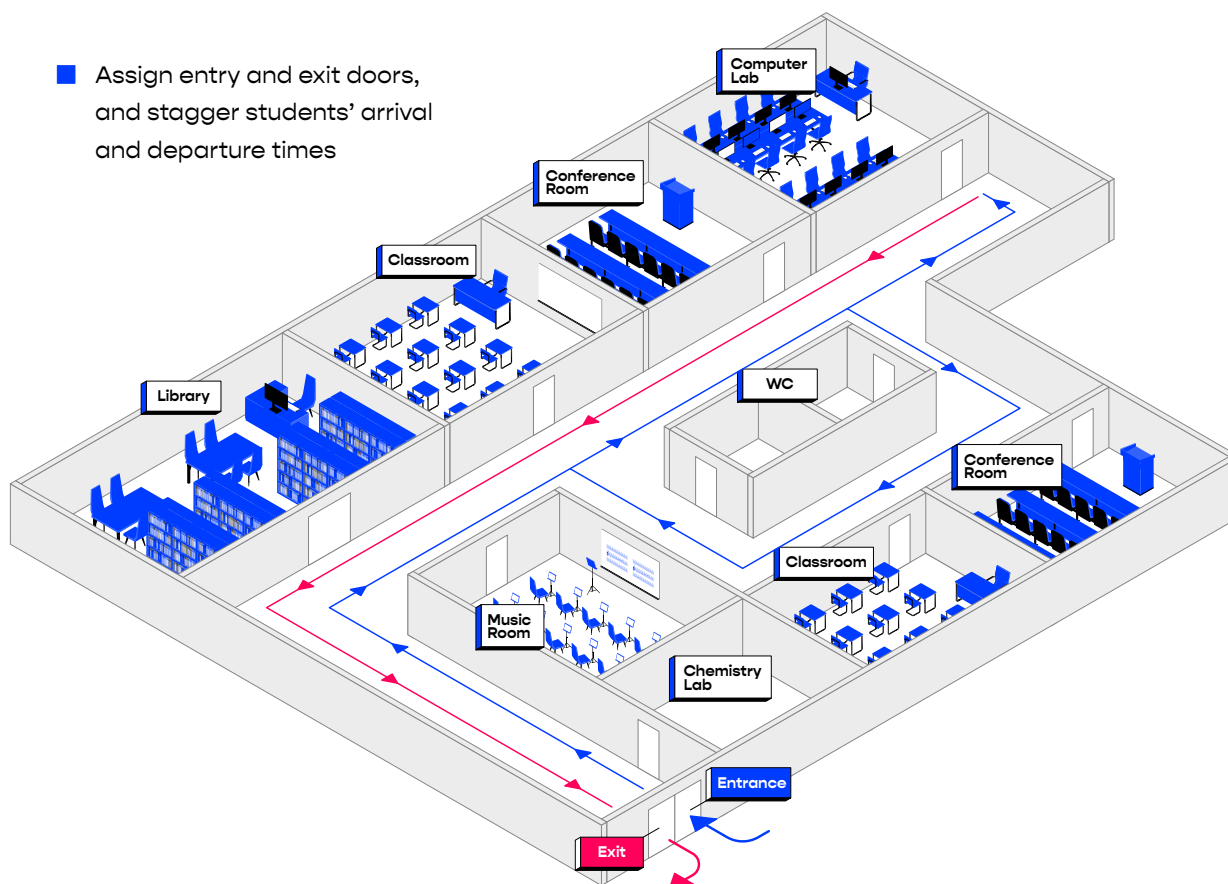 Assign entry and exit doors,
and stagger students’ arrival
and departure times
Computer
Lab
Conference
Room
Classroom
Library
WC
Conference
Room
Classroom
Music
Room
Chemistry
Lab
Entrance
Exit